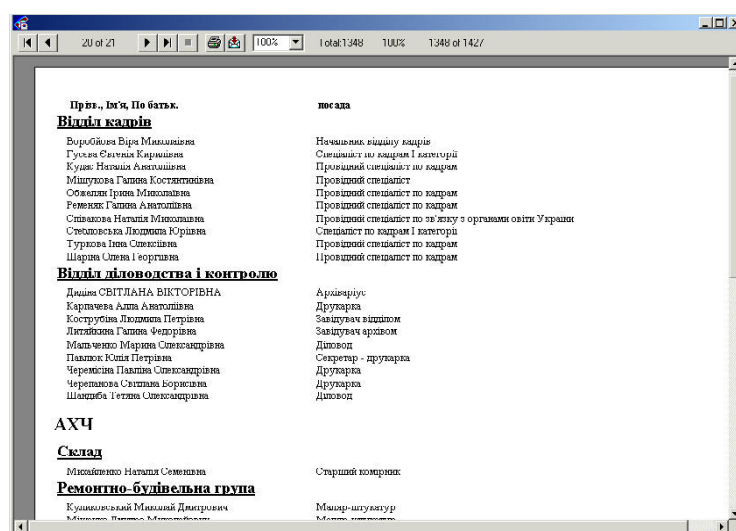 20 of 21 100% Total:1348 100% 1348 of 1427
Прізв., Ім'я, По батьк. посада
Відділ кадрів
Воробйова Віра Миколаївна Начальник відділу кадрів
Гусєва Євгенія Кирилівна Спеціаліст по кадрам І категорії
Кудас Наталія Анатоліївна Провідний спеціаліст по кадрам
Мішукова Галина Костянтинівна Провідний спеціаліст
Обжелян Ірина Миколаївна Провідний спеціаліст по кадрам
Ременяк Галина Анатоліївна Провідний спеціаліст по кадрам
Співакова Наталія Миколаївна Провідний спеціаліст по зв'язку з органами освіти України
Стебловська Людмила Юріївна Спеціаліст по кадрам І категорії
Туркова Інна Олексіївна Провідний спеціаліст по кадрам
Шаріна Олена Георгіївна Провідний спеціаліст по кадрам
Відділ діловодства і контролю
Дядіна СВІТЛАНА ВІКТОРІВНА Архіваріус
Карпачева Алла Анатоліївна Друкарка
Кострубіна Людмила Петрівна Завідувач відділом
Литяйкина Галина Федорівна Завідувач архівом
Мальченко Марина Олександрівна Діловод
Павлюк Юлія Петрівна Секретар - друкарка
Черемісіна Павліна Олександрівна Друкарка
Черепанова Світлана Борисівна Друкарка
Шандиба Тетяна Олександрівна Діловод
АХЧ
Склад
Михайленко Наталія Семенівна Старший комірник
Ремонтно-будівельна група
Куликовський Миколай Дмитрович Маляр-штукатур